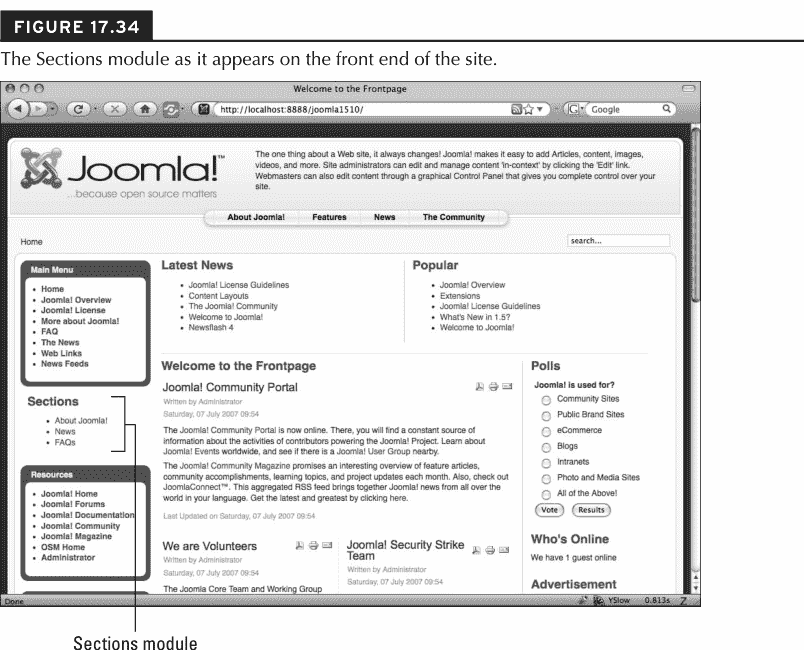 FIGURE 17.34
The Sections module as it appears on the front end of the site.
Welcome to the Frontpage
http://localhost:8888/joomla1510/
G
Google
Joomla!™
...because open source matters
The one thing about a Web site, it always changes! Joomla! makes it easy to add Articles, content, images,
videos, and more. Site administrators can edit and manage content 'in-context' by clicking the 'Edit' link.
Webmasters can also edit content through a graphical Control Panel that gives you complete control over your
site.
About Joomla!
Features
News
The Community
Home
search...
Main Menu
Home
Joomla! Overview
Joomla! License
More about Joomla!
FAQ
The News
Web Links
News Feeds
Sections
About Joomla!
News
FAQs
Resources
Joomla! Home
Joomla! Forums
Joomla! Documentation
Joomla! Community
Joomla! Magazine
OSM Home
Administrator
Latest News
Joomla! License Guidelines
Content Layouts
The Joomla! Community
Welcome to Joomla!
Newsflash 4
Popular
Joomla! Overview
Extensions
Joomla! License Guidelines
What's New in 1.5?
Welcome to Joomla!
Welcome to the Frontpage
Joomla! Community Portal
Written by Administrator
Saturday, 07 July 2007 09:54
The Joomla! Community Portal is now online. There, you will find a constant source of
information about the activities of contributors powering the Joomla! Project. Learn about
Joomla! Events worldwide, and see if there is a Joomla! User Group nearby.
The Joomla! Community Magazine promises an interesting overview of feature articles,
community accomplishments, learning topics, and project updates each month. Also, check out
JoomlaConnect™. This aggregated RSS feed brings together Joomla! news from all over the
world in your language. Get the latest and greatest by clicking here.
Last Updated on Saturday, 07 July 2007 09:54
We are Volunteers
Written by Administrator
Saturday, 07 July 2007 09:54
The Joomla Core Team and Working Group
Joomla! Security Strike
Team
Written by Administrator
Saturday, 07 July 2007 09:54
Polls
Joomla! is used for?
Community Sites
Public Brand Sites
eCommerce
Blogs
Intranets
Photo and Media Sites
All of the Above!
Vote
Results
Who's Online
We have 1 guest online
Advertisement
Done
YSlow
0.813s
Sections module